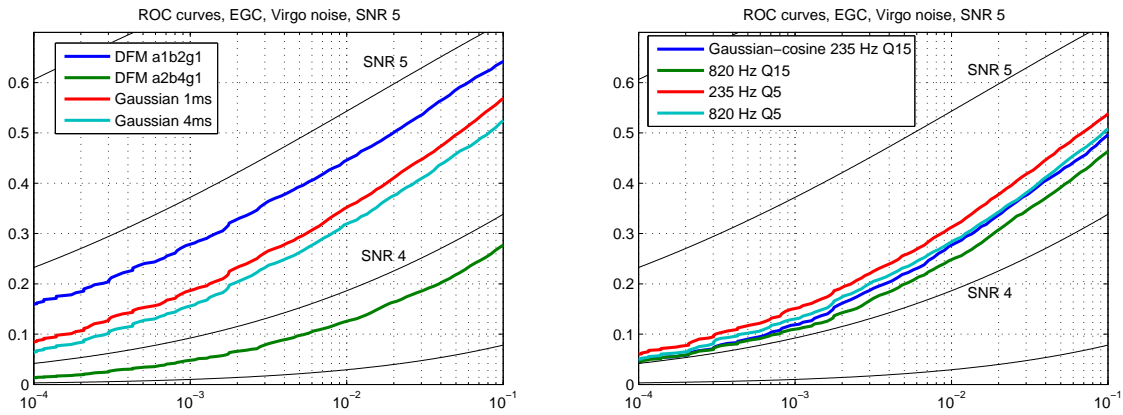 ROC curves, EGC, Virgo noise, SNR 5
DFM a1b2g1
DFM a2b4g1
Gaussian 1ms
Gaussian 4ms
SNR 5
SNR 4
0.6
0.5
0.4
0.3
0.2
0.1
0
10⁻⁴
10⁻³
10⁻²
10⁻¹
ROC curves, EGC, Virgo noise, SNR 5
Gaussian−cosine 235 Hz Q15
820 Hz Q15
235 Hz Q5
820 Hz Q5
SNR 5
SNR 4
0.6
0.5
0.4
0.3
0.2
0.1
0
10⁻⁴
10⁻³
10⁻²
10⁻¹